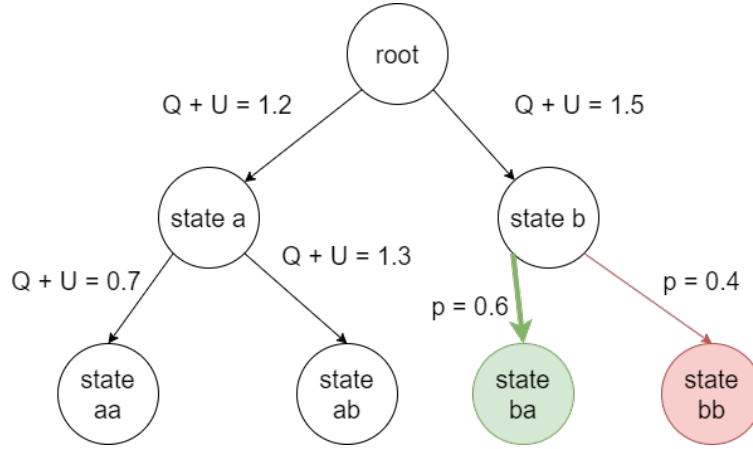 root
Q + U = 1.2
Q + U = 1.5
state a
state b
Q + U = 0.7
Q + U = 1.3
p = 0.6
p = 0.4
state
aa
state
ab
state
ba
state
bb